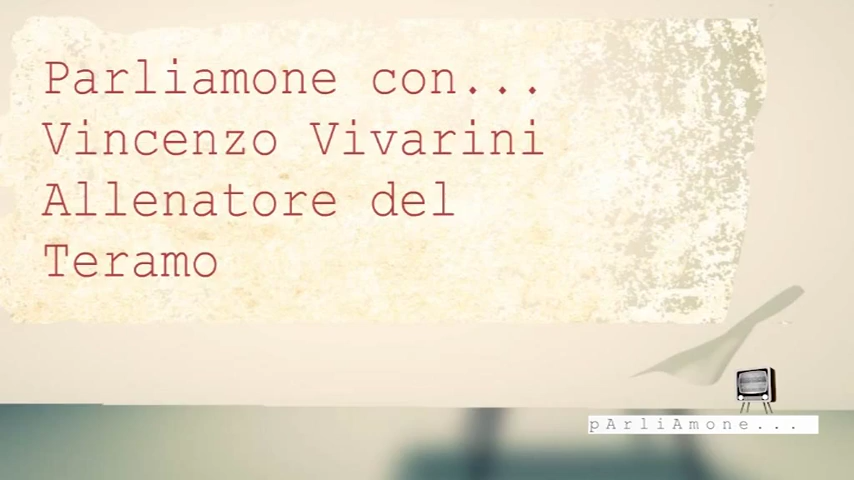 Parliamone con...
Vincenzo Vivarini
Allenatore del
Teramo
pArliAmone...